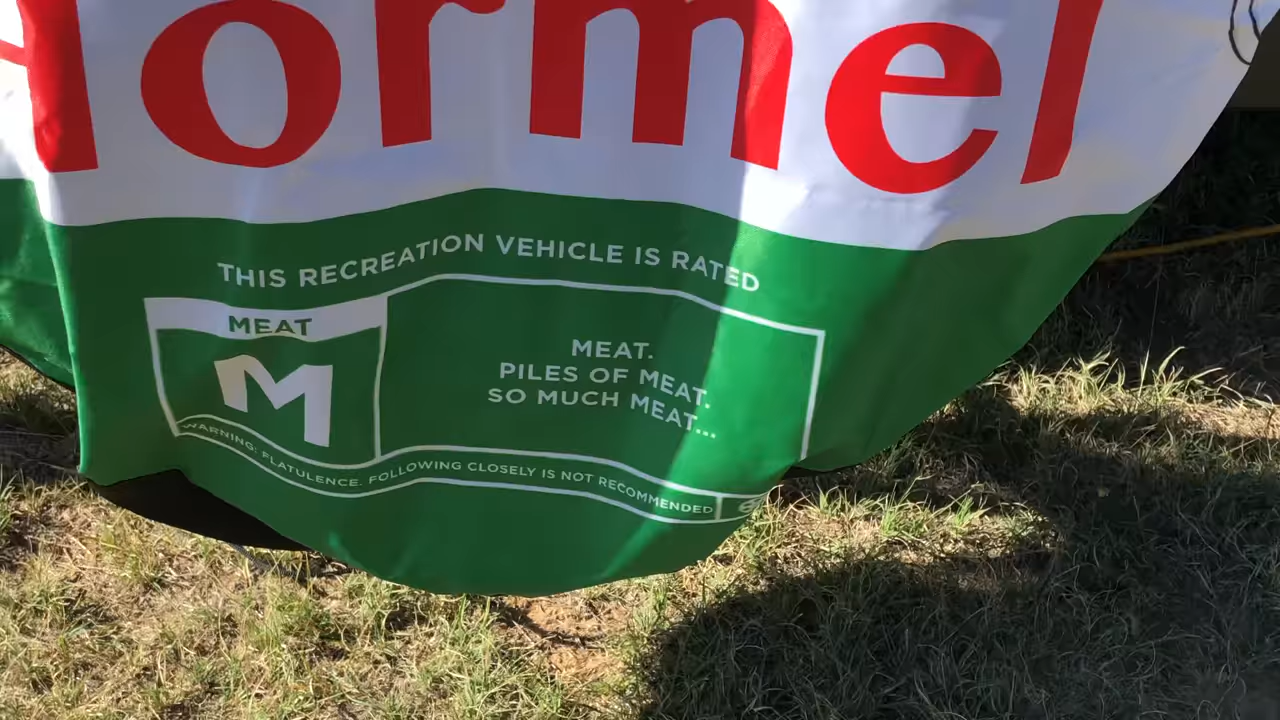 Hormel
THIS RECREATION VEHICLE IS RATED
MEAT
M
MEAT.
PILES OF MEAT.
SO MUCH MEAT...
WARNING: FLATULENCE. FOLLOWING CLOSELY IS NOT RECOMMENDED